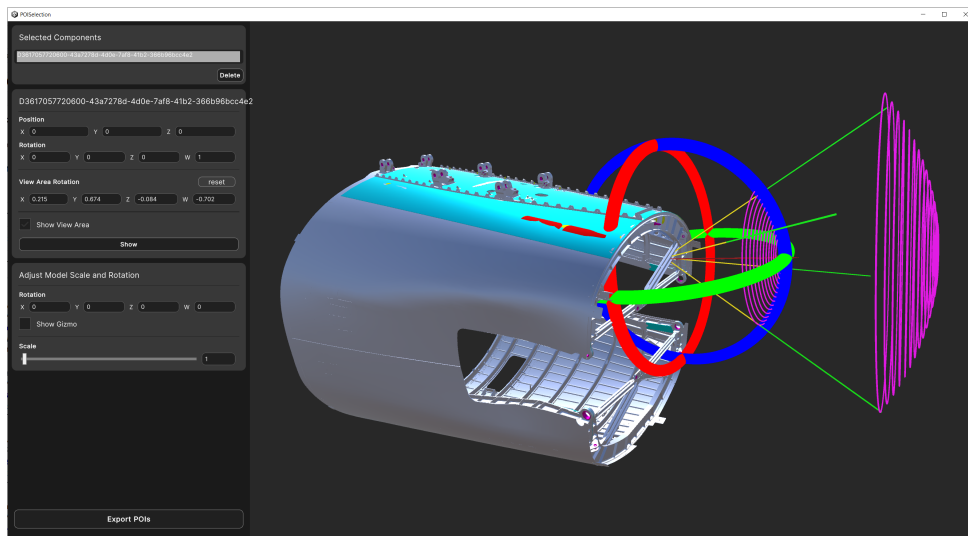 POISelection
Selected Components
D3617057720600-43a7278d-4d0e-7af8-41b2-366b96bcc4e2
Delete
D3617057720600-43a7278d-4d0e-7af8-41b2-366b96bcc4e2
Position
X 0 Y 0 Z 0
Rotation
X 0 Y 0 Z 0 W 1
View Area Rotation reset
X 0.215 Y 0.674 Z -0.084 W -0.702
Show View Area
Show
Adjust Model Scale and Rotation
Rotation
X 0 Y 0 Z 0 W 0
Show Gizmo
Scale
1
Export POIs